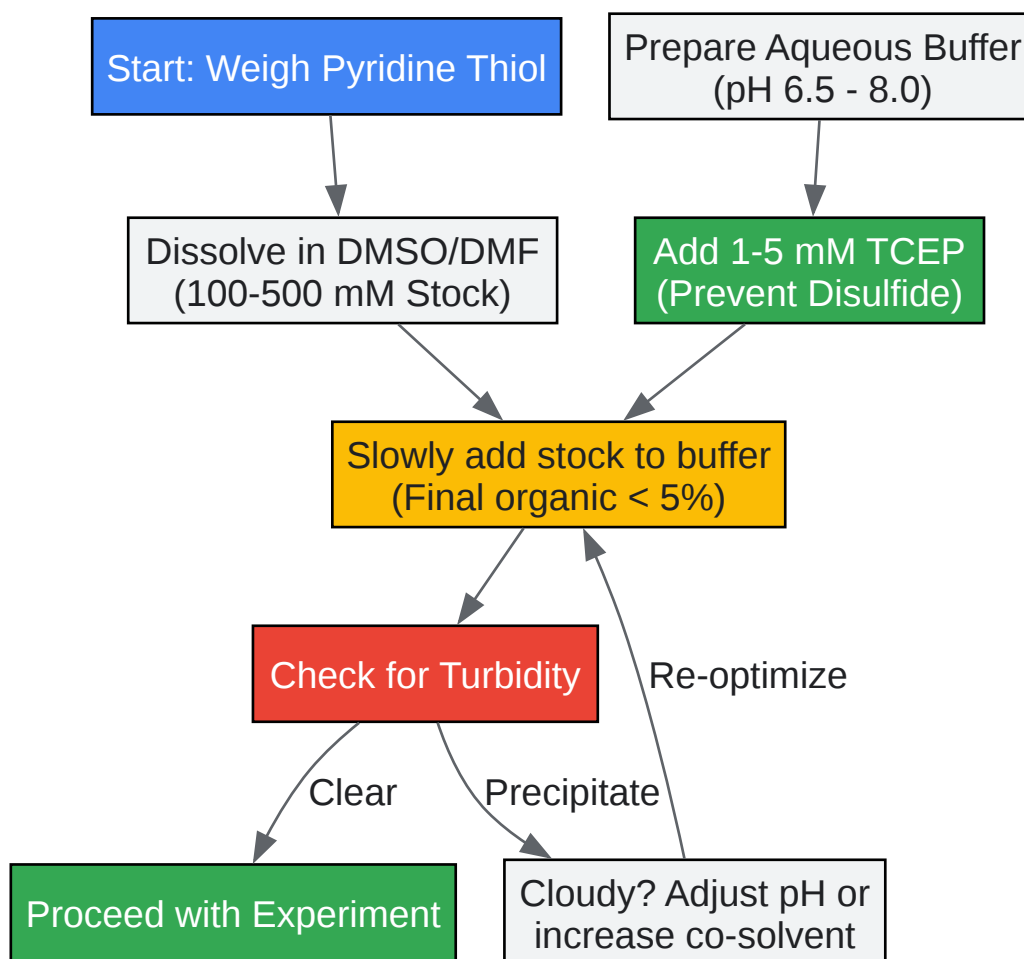 Start: Weigh Pyridine Thiol
Prepare Aqueous Buffer
(pH 6.5 - 8.0)
Dissolve in DMSO/DMF
(100-500 mM Stock)
Add 1-5 mM TCEP
(Prevent Disulfide)
Slowly add stock to buffer
(Final organic < 5%)
Check for Turbidity
Re-optimize
Clear
Precipitate
Proceed with Experiment
Cloudy? Adjust pH or
increase co-solvent